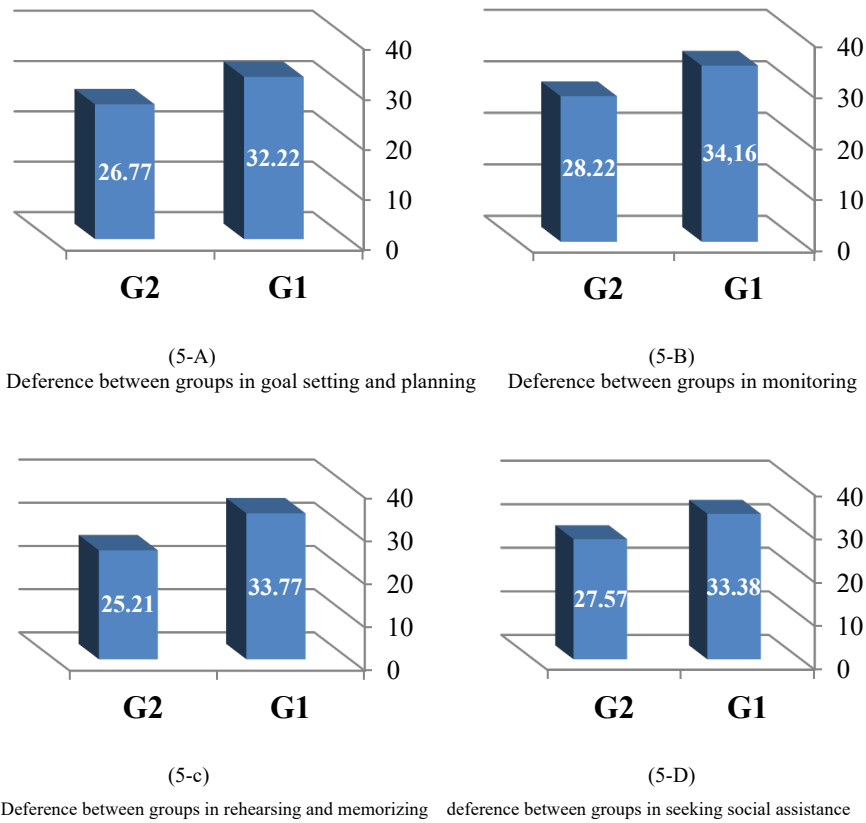 40
30
20
10
0
26.77
32.22
G2 G1
(5-A)
Deference between groups in goal setting and planning
40
30
20
10
0
28.22
34,16
G2 G1
(5-B)
Deference between groups in monitoring
40
30
20
10
0
25.21
33.77
G2 G1
(5-c)
Deference between groups in rehearsing and memorizing
40
30
20
10
0
27.57
33.38
G2 G1
(5-D)
deference between groups in seeking social assistance